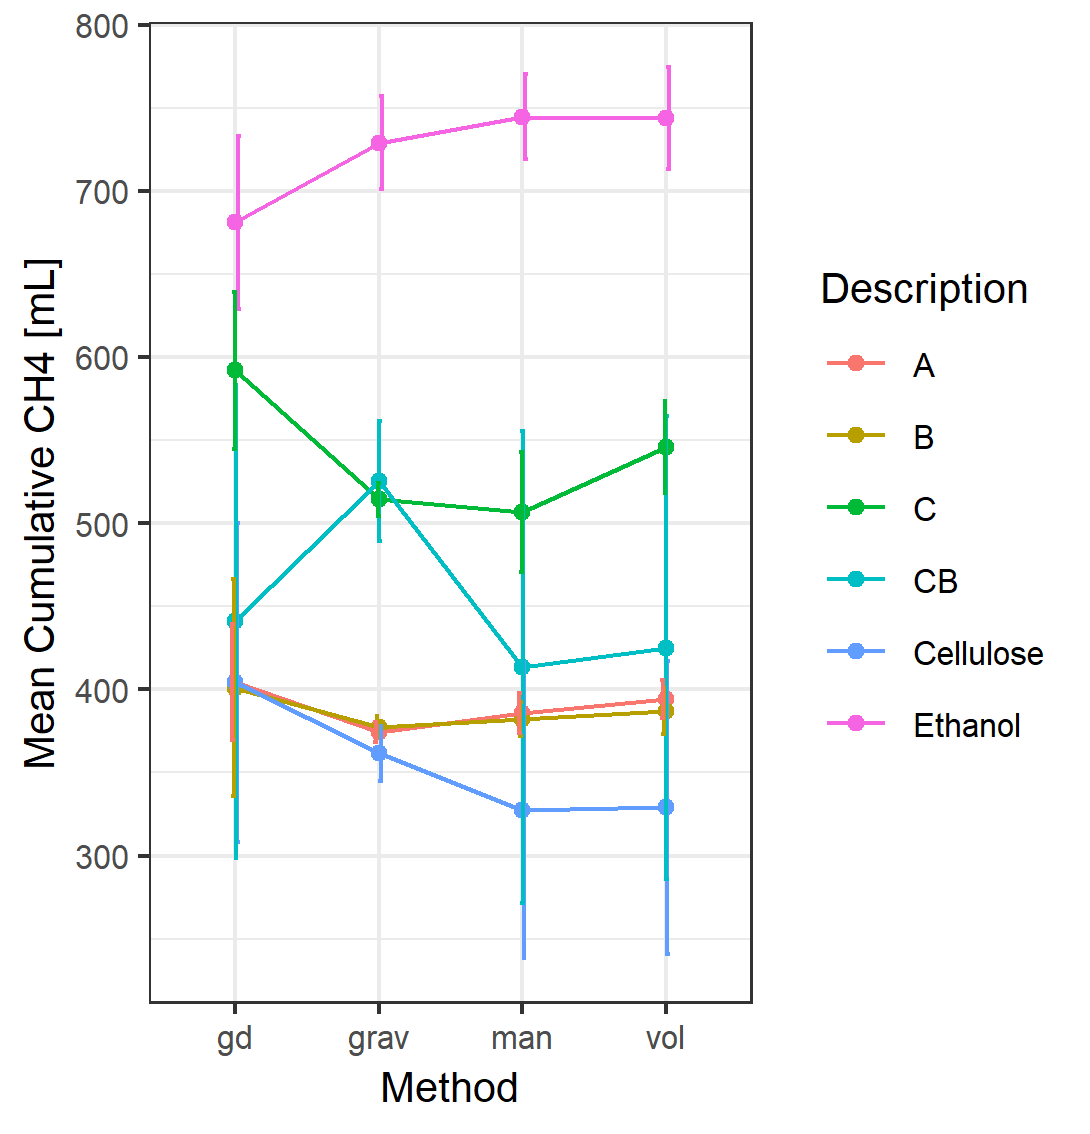 800
700
600
500
400
300
Mean Cumulative CH4 [mL]
gd grav man vol
Method
Description
A
B
C
CB
Cellulose
Ethanol